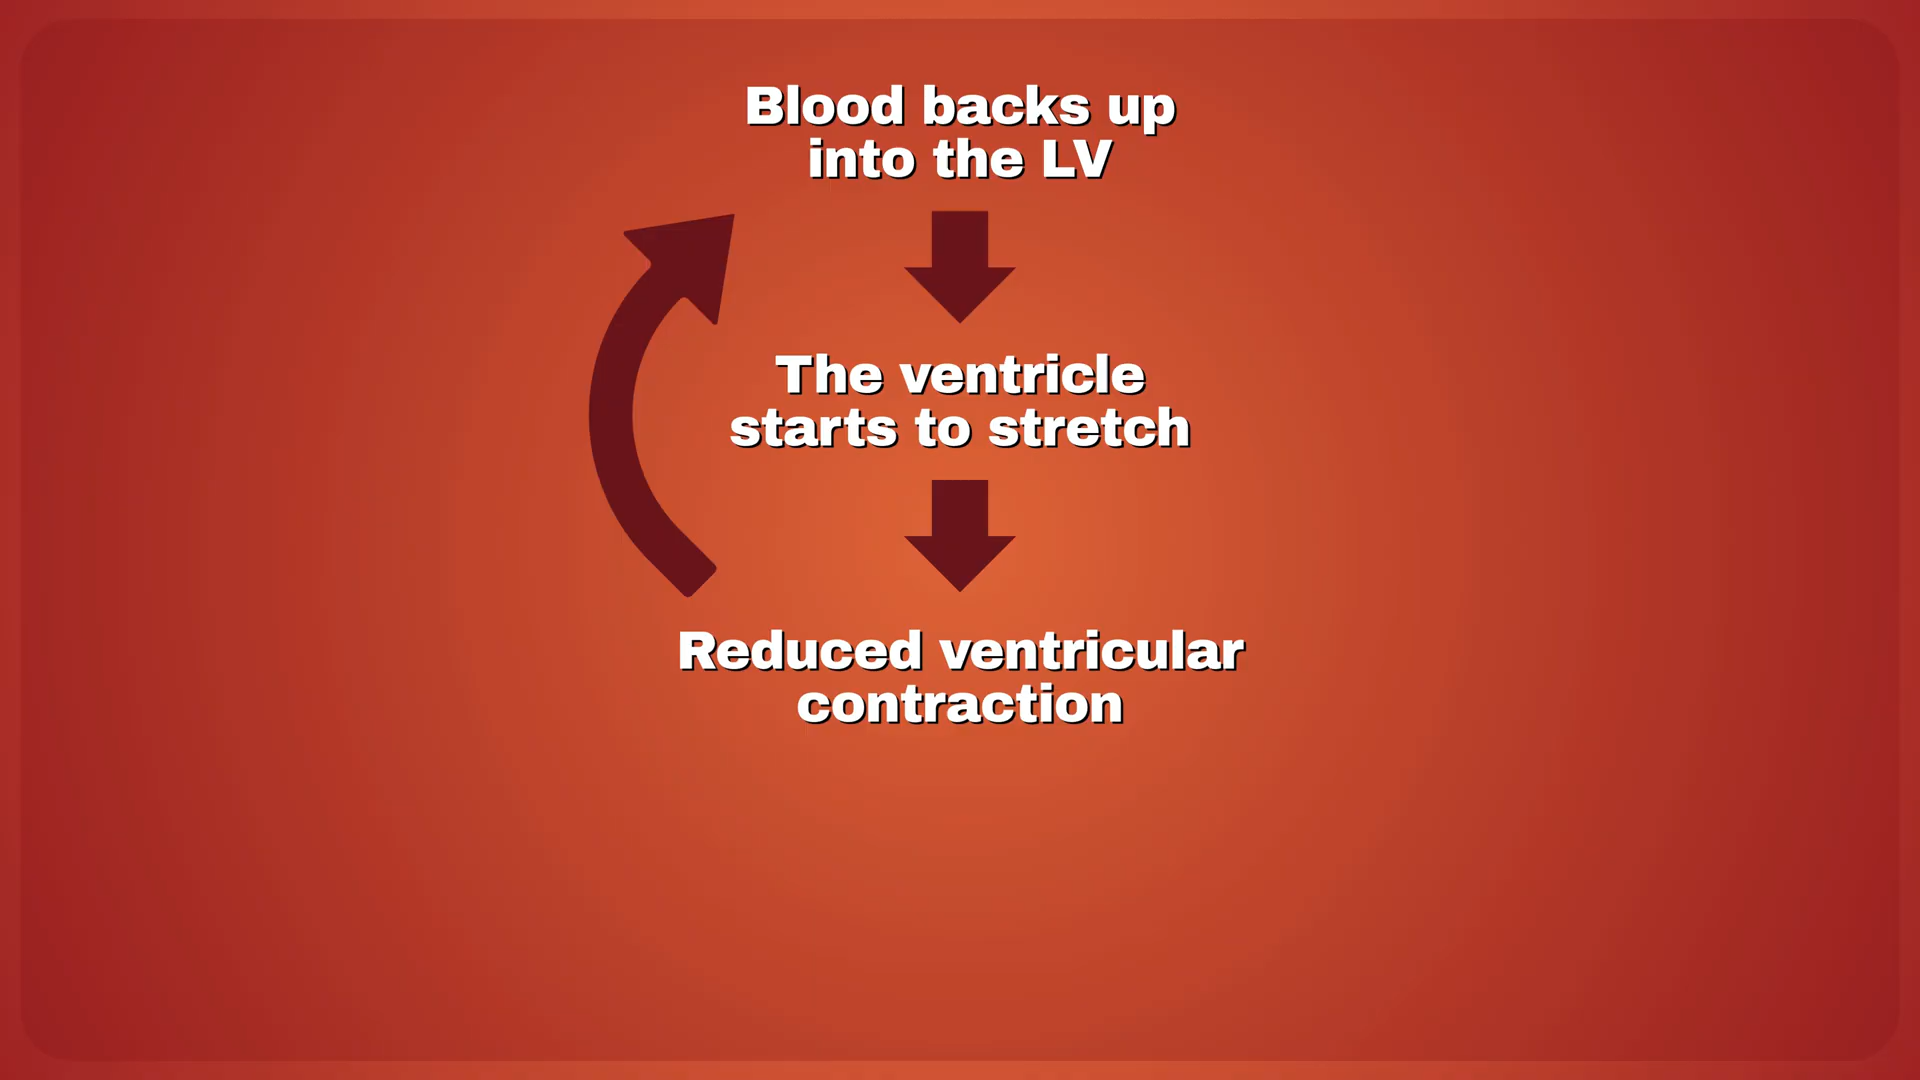 Blood backs up
into the LV
The ventricle
starts to stretch
Reduced ventricular
contraction